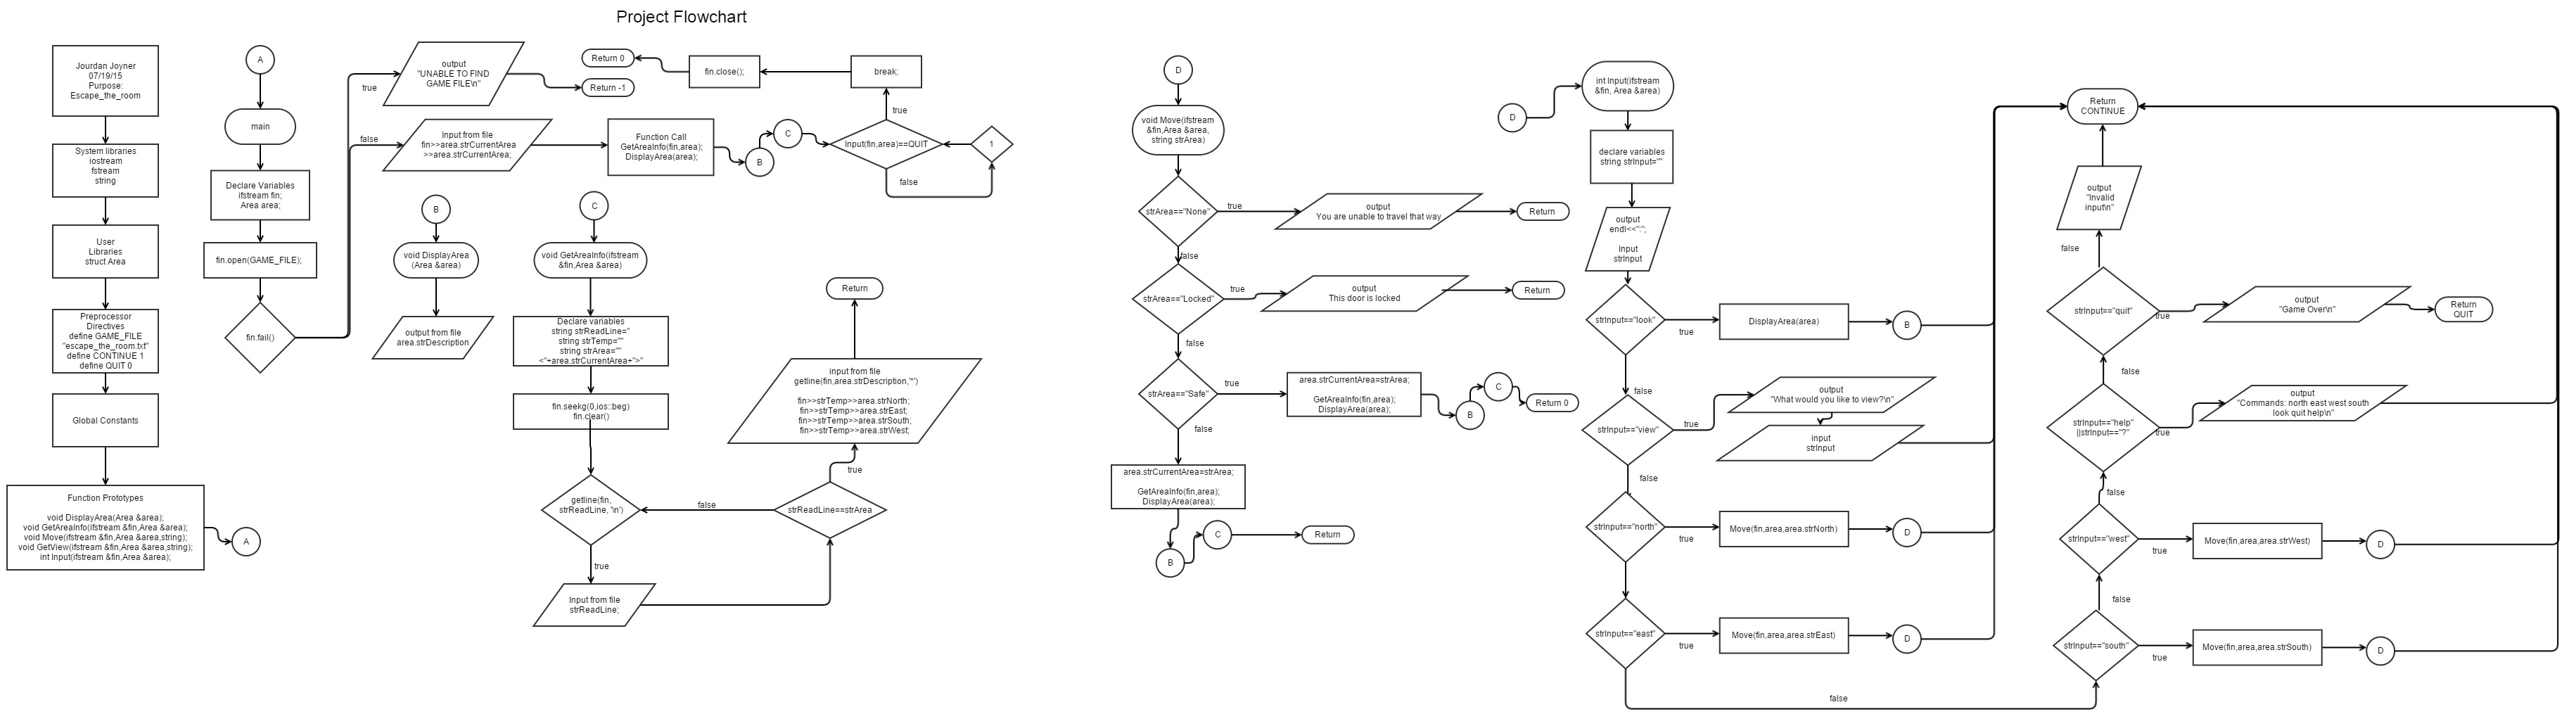 Project Flowchart
Jourdan Joyner
07/19/15
Purpose:
Escape_the_room
System libraries
iostream
fstream
string
User
Libraries
struct Area
Preprocessor
Directives
define GAME_FILE
"escape_the_room.txt"
define CONTINUE 1
define QUIT 0
Global Constants
Function Prototypes
void DisplayArea(Area &area);
void GetAreaInfo(ifstream &fin,Area &area);
void Move(ifstream &fin,Area &area,string);
void GetView(ifstream &fin,Area &area,string);
int Input(ifstream &fin,Area &area);
A
A
main
Declare Variables
ifstream fin;
Area area;
fin.open(GAME_FILE);
fin.fail()
true
output
"UNABLE TO FIND
GAME FILE\n"
Return -1
false
Input from file
fin>>area.strCurrentArea
>>area.strCurrentArea;
Function Call
GetAreaInfo(fin,area);
DisplayArea(area);
B
C
Input(fin,area)==QUIT
true
break;
fin.close();
Return 0
false
1
B
void DisplayArea
(Area &area)
output from file
area.strDescription
C
void GetAreaInfo(ifstream
&fin,Area &area)
Declare variables
string strReadLine="
string strTemp=""
string strArea=""
<"+area.strCurrentArea+">"
fin.seekg(0,ios::beg)
fin.clear()
getline(fin,
strReadLine, '\n')
true
Input from file
strReadLine;
strReadLine==strArea
false
true
input from file
getline(fin,area.strDescription,'*')
fin>>strTemp>>area.strNorth;
fin>>strTemp>>area.strEast;
fin>>strTemp>>area.strSouth;
fin>>strTemp>>area.strWest;
Return
D
void Move(ifstream
&fin,Area &area,
string strArea)
strArea=="None"
true
output
You are unable to travel that way
Return
false
strArea=="Locked"
true
output
This door is locked
Return
false
strArea=="Safe"
true
area.strCurrentArea=strArea;
GetAreaInfo(fin,area);
DisplayArea(area);
B
C
Return 0
false
area.strCurrentArea=strArea;
GetAreaInfo(fin,area);
DisplayArea(area);
B
C
Return
D
int Input(ifstream
&fin, Area &area)
declare variables
string strInput=""
output
endl<<":";
Input
strInput
strInput=="look"
true
DisplayArea(area)
B
false
strInput=="view"
true
output
"What would you like to view?\n"
input
strInput
false
strInput=="north"
true
Move(fin,area,area.strNorth)
D
strInput=="east"
true
Move(fin,area,area.strEast)
D
false
strInput=="south"
true
Move(fin,area,area.strSouth)
D
false
strInput=="west"
true
Move(fin,area,area.strWest)
D
false
strInput=="help"
||strInput=="?"
true
output
"Commands: north east west south
look quit help\n"
false
strInput=="quit"
true
output
"Game Over\n"
Return
QUIT
false
output
"Invalid
input\n"
Return
CONTINUE